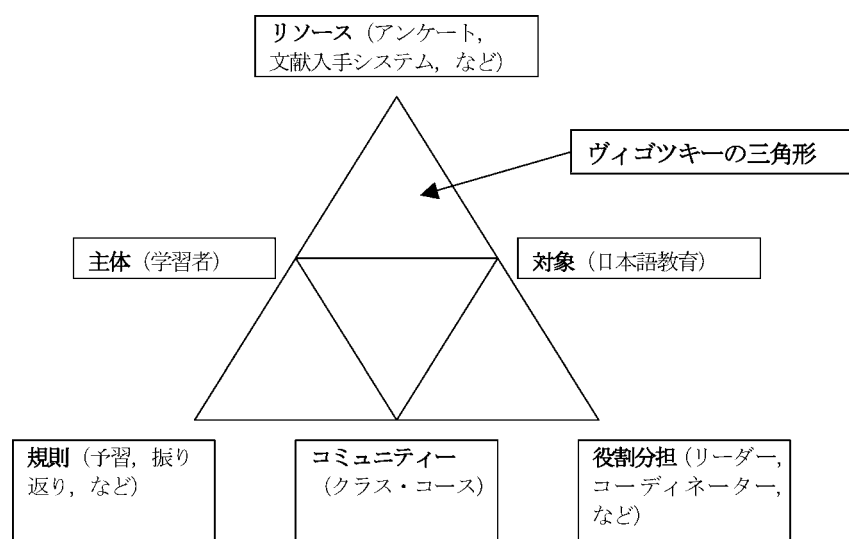 リソース（アンケート，
文献入手システム，など）
ヴィゴツキーの三角形
主体（学習者）
対象（日本語教育）
規則（予習，振り
返り，など）
コミュニティー
（クラス・コース）
役割分担（リーダー，
コーディネーター，
など）